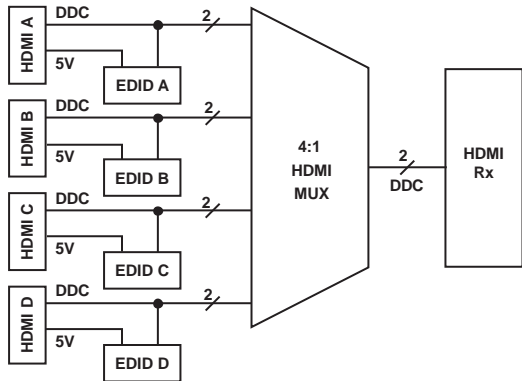 HDMI A
DDC
2
5V
EDID A
HDMI B
DDC
2
5V
EDID B
4:1
HDMI
MUX
2
DDC
HDMI
Rx
HDMI C
DDC
2
5V
EDID C
HDMI D
DDC
2
5V
EDID D